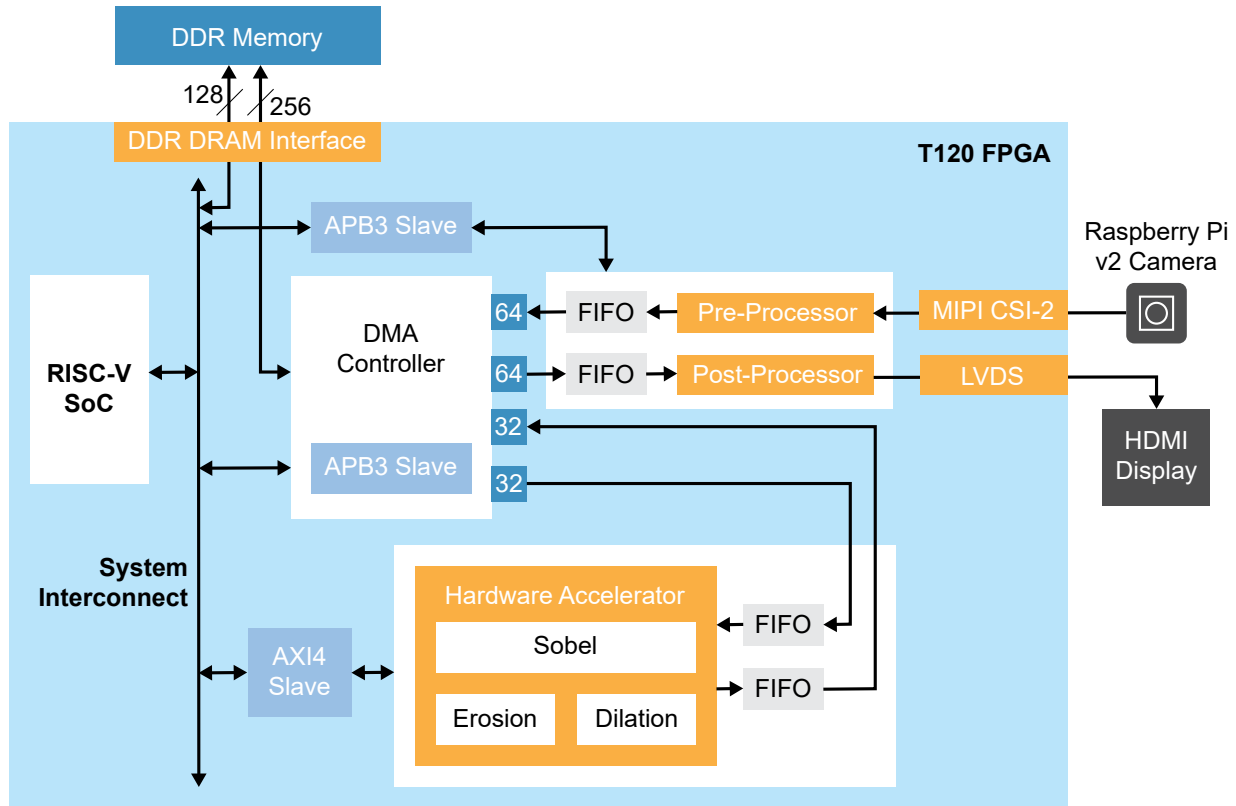 DDR Memory
128
256
DDR DRAM Interface
T120 FPGA
APB3 Slave
Raspberry Pi
v2 Camera
64
FIFO
Pre-Processor
MIPI CSI-2
DMA
Controller
RISC-V
SoC
64
FIFO
Post-Processor
LVDS
32
HDMI
Display
APB3 Slave
32
System
Interconnect
Hardware Accelerator
Sobel
FIFO
AXI4
Slave
FIFO
Erosion
Dilation